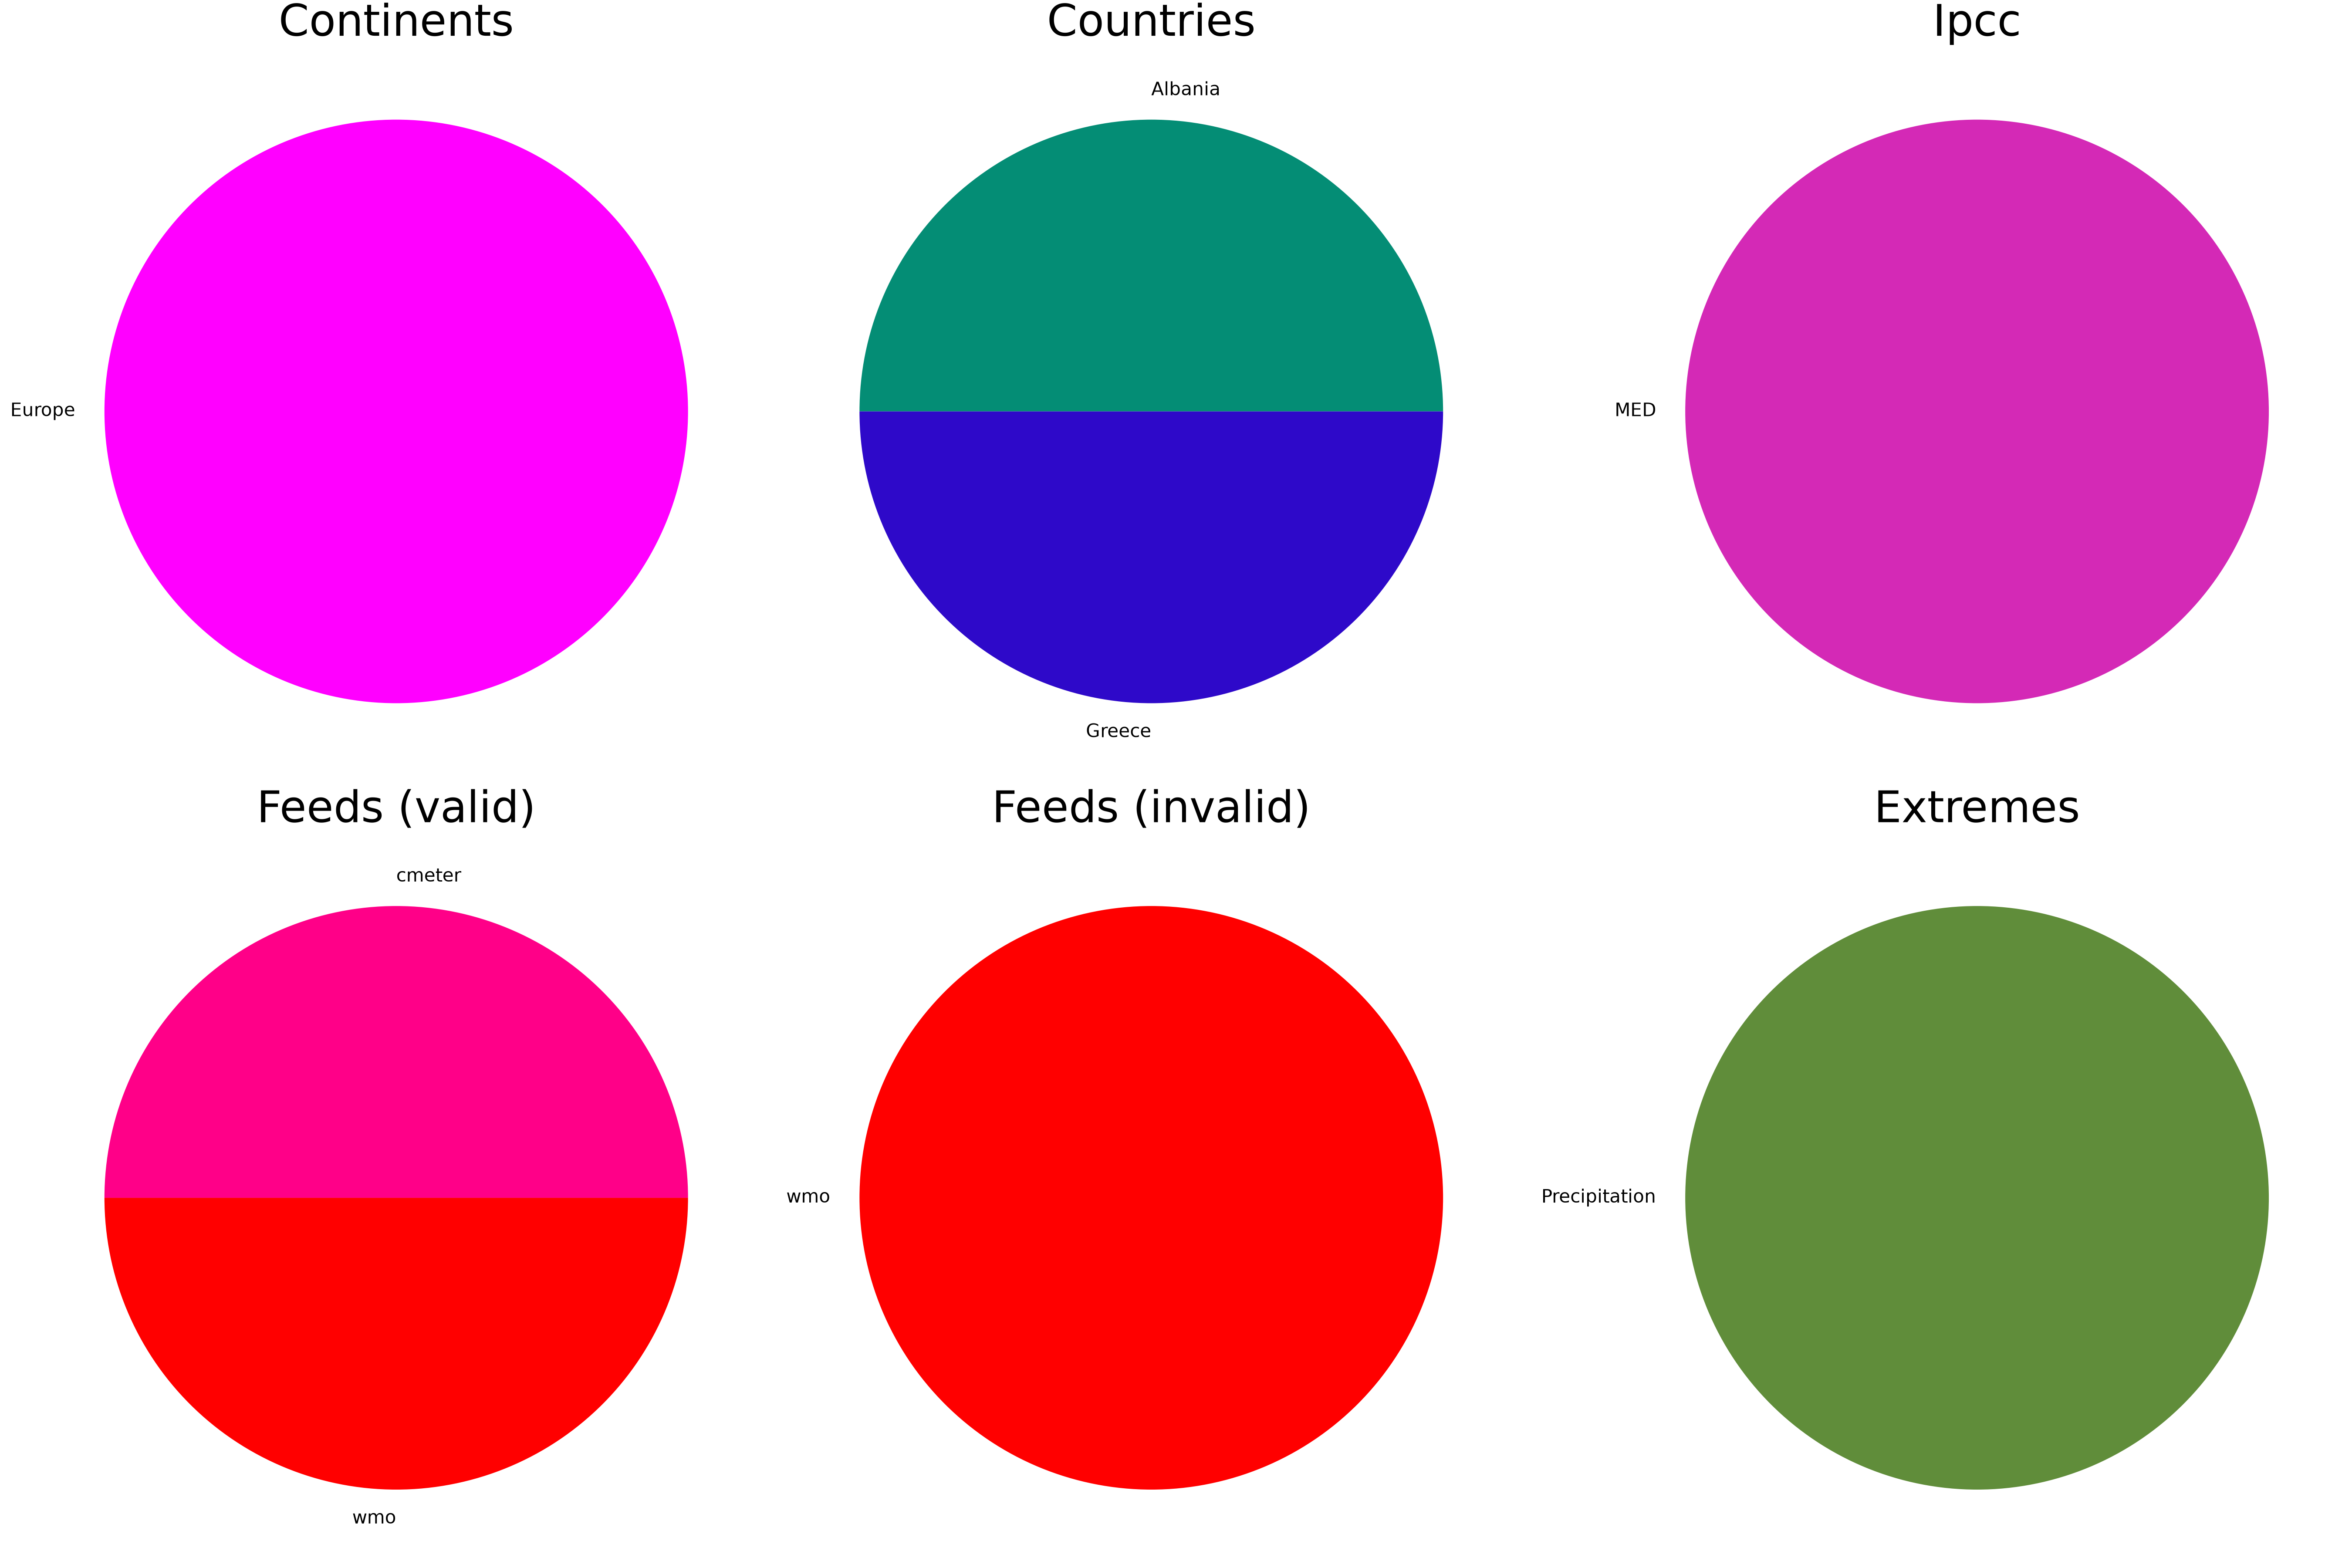 Continents
Countries
Ipcc
Albania
Europe
MED
Greece
Feeds (valid)
Feeds (invalid)
Extremes
cmeter
wmo
Precipitation
wmo